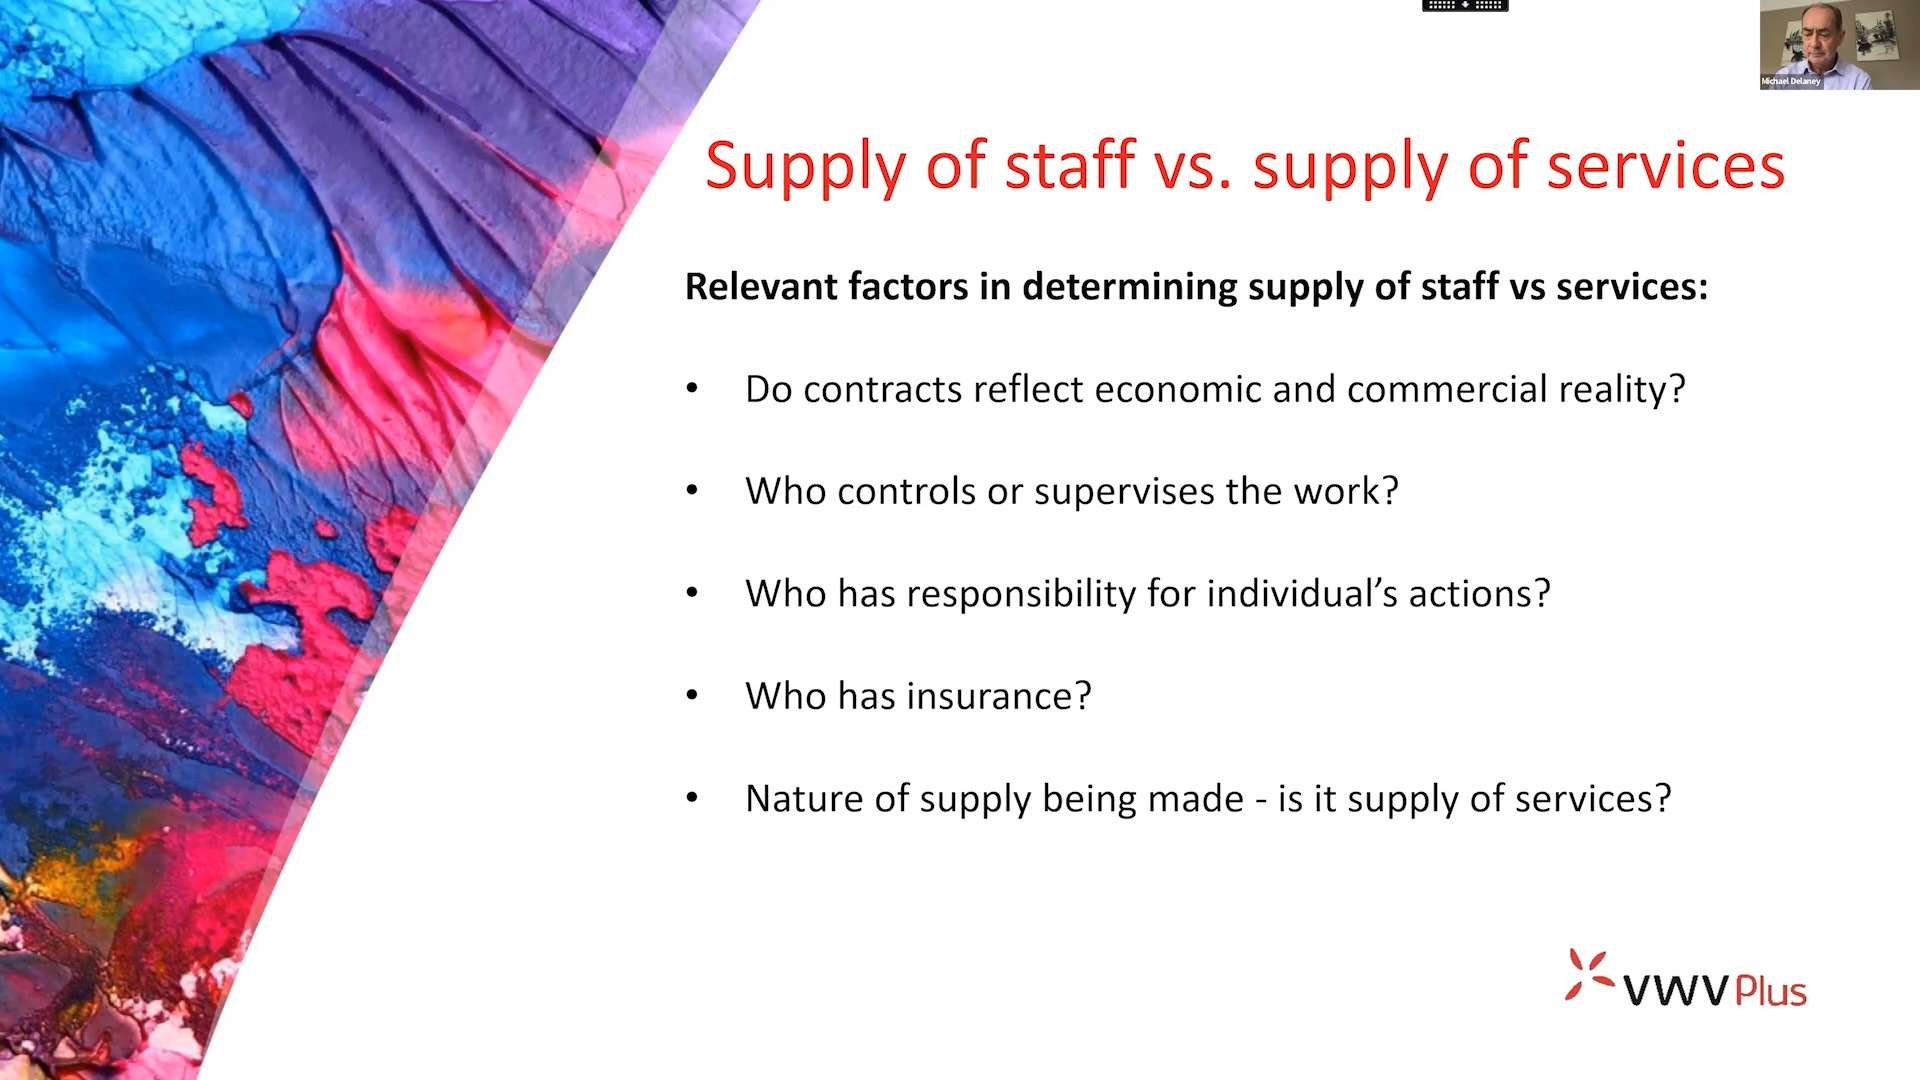 Michael Delaney
Supply of staff vs. supply of services
Relevant factors in determining supply of staff vs services:
• Do contracts reflect economic and commercial reality?
• Who controls or supervises the work?
• Who has responsibility for individual’s actions?
• Who has insurance?
• Nature of supply being made - is it supply of services?
VWV Plus